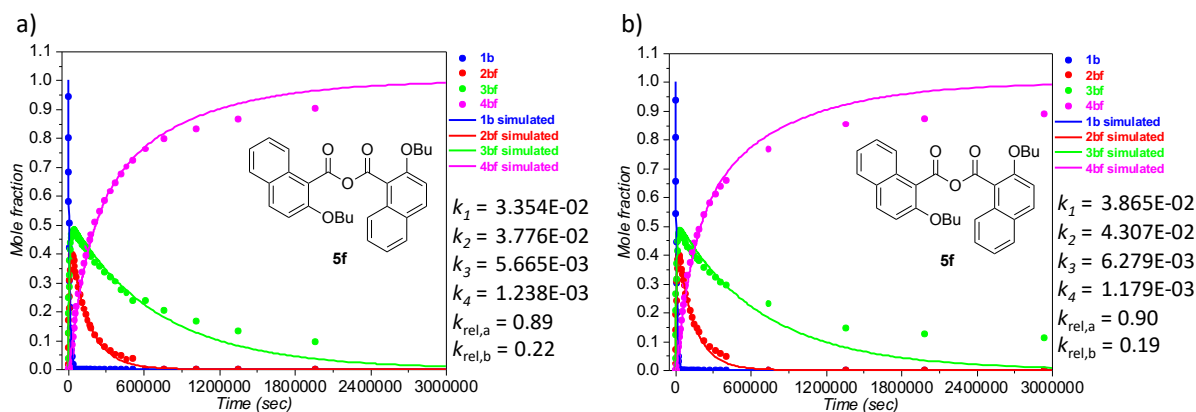 a)
Mole fraction
1.1
1.0
0.9
0.8
0.7
0.6
0.5
0.4
0.3
0.2
0.1
0.0
0 600000 1200000 1800000 2400000 3000000
Time (sec)
1b
2bf
3bf
4bf
1b simulated
2bf simulated
3bf simulated
4bf simulated
O O OBu
O
OBu
5f
k1 = 3.354E-02
k2 = 3.776E-02
k3 = 5.665E-03
k4 = 1.238E-03
krel,a = 0.89
krel,b = 0.22
b)
Mole fraction
1.1
1.0
0.9
0.8
0.7
0.6
0.5
0.4
0.3
0.2
0.1
0.0
0 600000 1200000 1800000 2400000 3000000
Time (sec)
1b
2bf
3bf
4bf
1b simulated
2bf simulated
3bf simulated
4bf simulated
O O OBu
O
OBu
5f
k1 = 3.865E-02
k2 = 4.307E-02
k3 = 6.279E-03
k4 = 1.179E-03
krel,a = 0.90
krel,b = 0.19